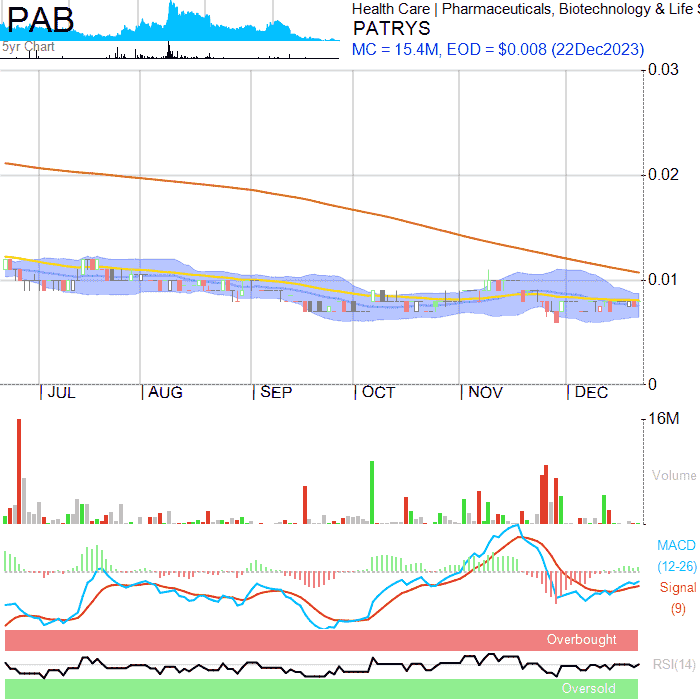 PAB
5yr Chart
Health Care | Pharmaceuticals, Biotechnology & Life S
PATRYS
MC = 15.4M, EOD = $0.008 (22Dec2023)
0.03
0.02
0.01
0
JUL AUG SEP OCT NOV DEC
16M
Volume
MACD
(12-26)
Signal
(9)
Overbought
RSI(14)
Oversold